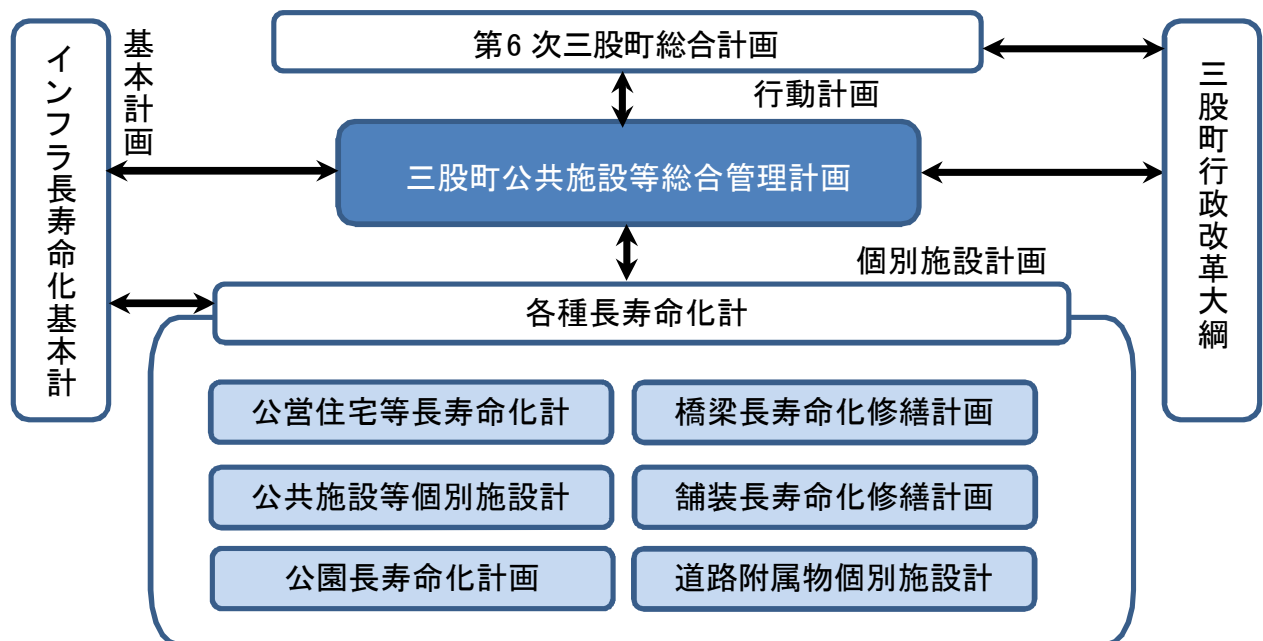 第6次三股町総合計画
基本計画
行動計画
インフラ長寿命化基本計
三股町公共施設等総合管理計画
三股町行政改革大綱
個別施設計画
各種長寿命化計
公営住宅等長寿命化計
橋梁長寿命化修繕計画
公共施設等個別施設計
舗装長寿命化修繕計画
公園長寿命化計画
道路附属物個別施設計